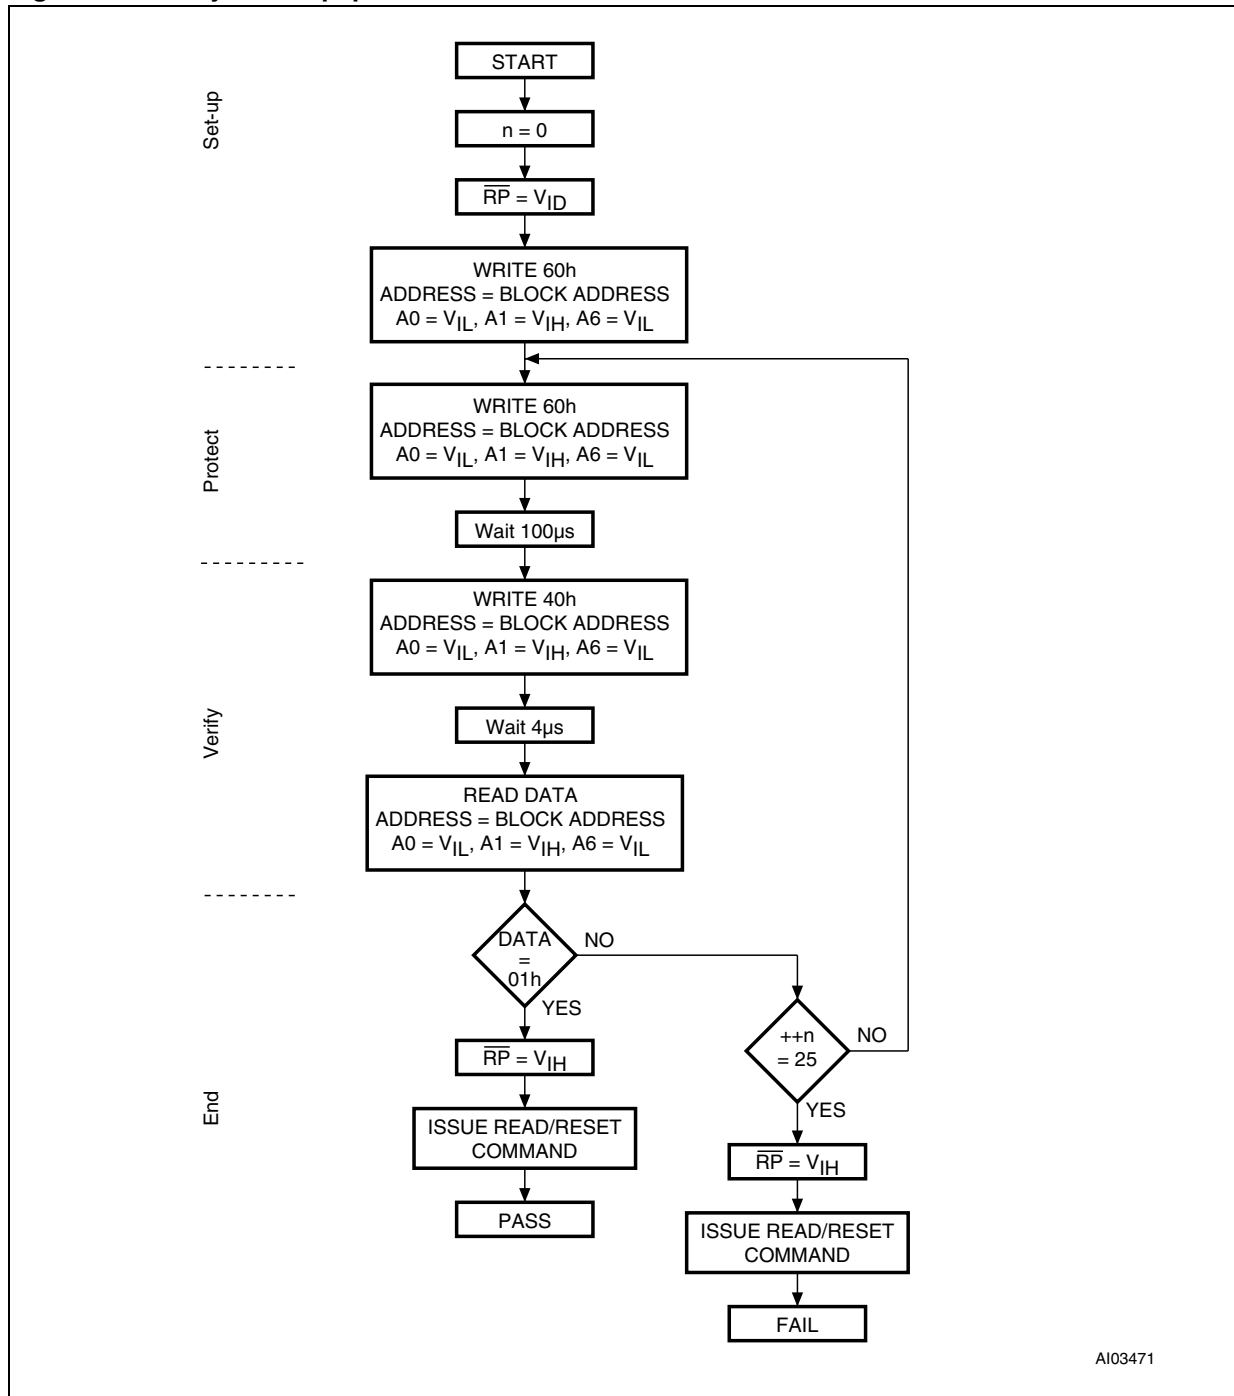 START
Set-up
n = 0
R̅P̅ = VID
WRITE 60h
ADDRESS = BLOCK ADDRESS
A0 = VIL, A1 = VIH, A6 = VIL
Protect
WRITE 60h
ADDRESS = BLOCK ADDRESS
A0 = VIL, A1 = VIH, A6 = VIL
Wait 100µs
Verify
WRITE 40h
ADDRESS = BLOCK ADDRESS
A0 = VIL, A1 = VIH, A6 = VIL
Wait 4µs
READ DATA
ADDRESS = BLOCK ADDRESS
A0 = VIL, A1 = VIH, A6 = VIL
End
DATA
=
01h
NO
YES
++n
= 25
NO
YES
R̅P̅ = VIH
ISSUE READ/RESET
COMMAND
PASS
R̅P̅ = VIH
ISSUE READ/RESET
COMMAND
FAIL
AI03471